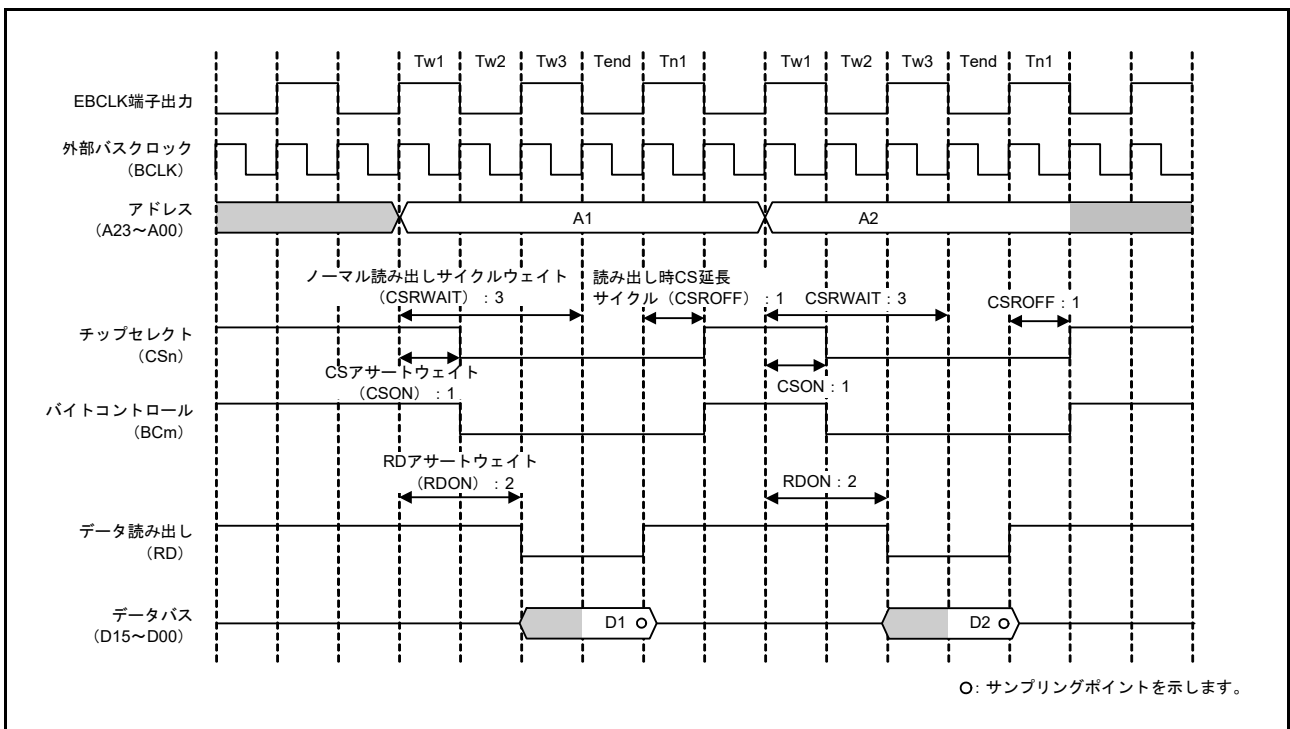 Tw1 Tw2 Tw3 Tend Tn1 Tw1 Tw2 Tw3 Tend Tn1
EBCLK端子出力
外部バスクロック
（BCLK）
アドレス
（A23～A00）
A1 A2
ノーマル読み出しサイクルウェイト
（CSRWAIT）：3
読み出し時CS延長
サイクル（CSROFF）：1
CSRWAIT：3
CSROFF：1
チップセレクト
（CSn）
CSアサートウェイト
（CSON）：1
CSON：1
バイトコントロール
（BCm）
RDアサートウェイト
（RDON）：2
RDON：2
データ読み出し
（RD）
データバス
（D15～D00）
D1 D2
O: サンプリングポイントを示します。